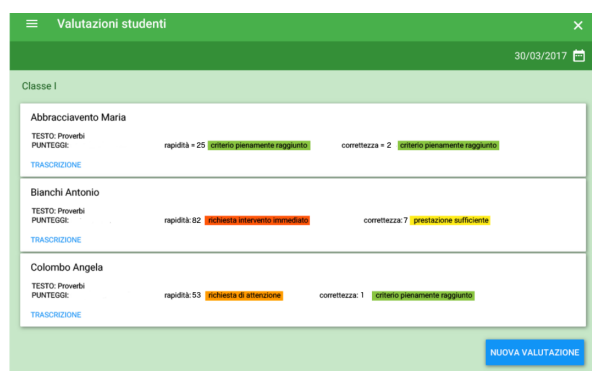 Valutazioni studenti
30/03/2017
Classe I
Abbracciavento Maria
TESTO: Proverbi
PUNTEGGI: rapidità = 25 criterio pienamente raggiunto correttezza = 2 criterio pienamente raggiunto
TRASCRIZIONE
Bianchi Antonio
TESTO: Proverbi
PUNTEGGI: rapidità: 82 richiesta intervento immediato correttezza: 7 prestazione sufficiente
TRASCRIZIONE
Colombo Angela
TESTO: Proverbi
PUNTEGGI: rapidità: 53 richiesta di attenzione correttezza: 1 criterio pienamente raggiunto
TRASCRIZIONE
NUOVA VALUTAZIONE